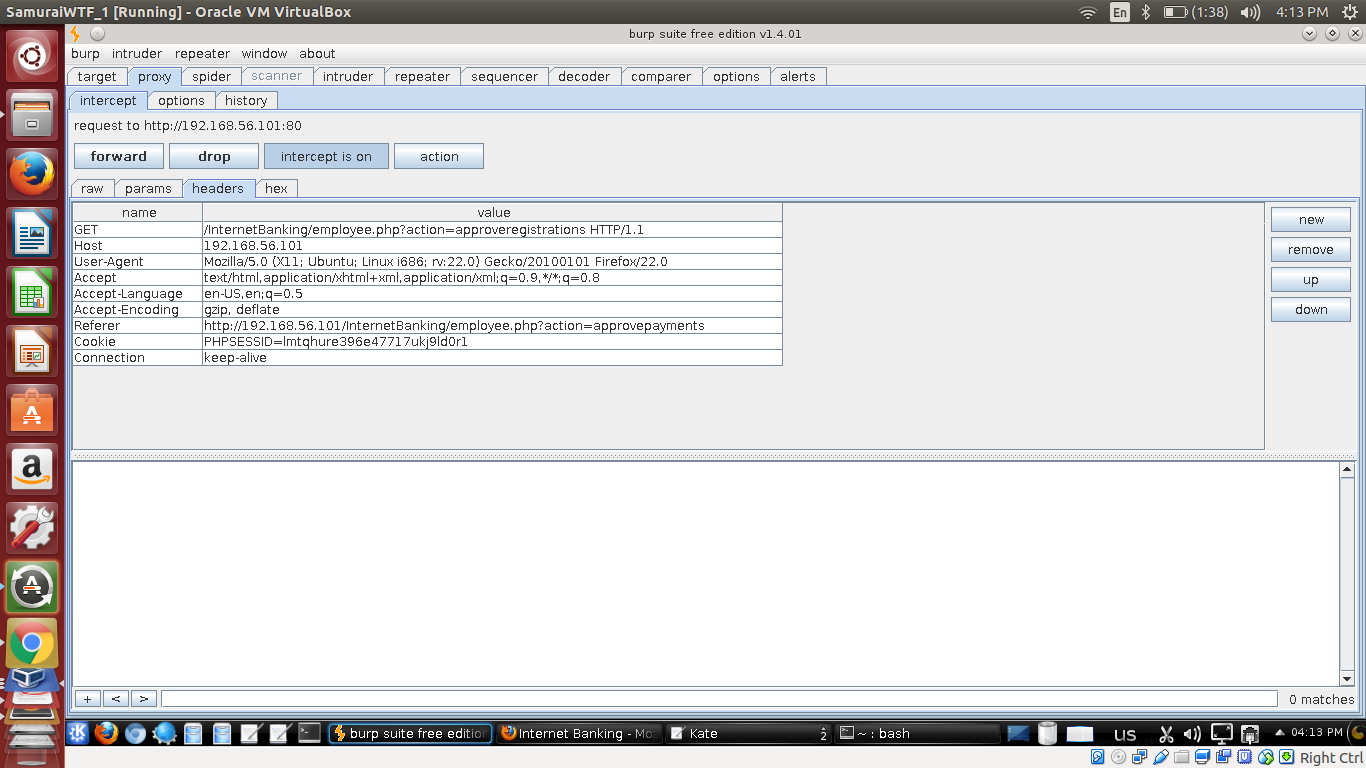 SamuraiWTF_1 [Running] - Oracle VM VirtualBox
En (1:38) 4:13 PM
burp suite free edition v1.4.01
burp intruder repeater window about
target proxy spider scanner intruder repeater sequencer decoder comparer options alerts
intercept options history
request to http://192.168.56.101:80
forward drop intercept is on action
raw params headers hex
name value
GET /InternetBanking/employee.php?action=approveregistrations HTTP/1.1
Host 192.168.56.101
User-Agent Mozilla/5.0 (X11; Ubuntu; Linux i686; rv:22.0) Gecko/20100101 Firefox/22.0
Accept text/html,application/xhtml+xml,application/xml;q=0.9,*/*;q=0.8
Accept-Language en-US,en;q=0.5
Accept-Encoding gzip, deflate
Referer http://192.168.56.101/InternetBanking/employee.php?action=approvepayments
Cookie PHPSESSID=lmtqhure396e47717ukj9ld0r1
Connection keep-alive
new
remove
up
down
+ < > 0 matches
burp suite free edition Internet Banking - Moz Kate 2 ~ : bash US 04:13 PM
Right Ctrl